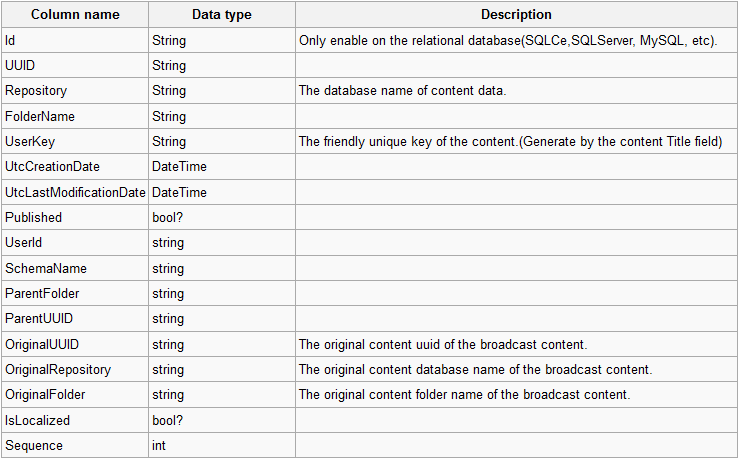 Column name Data type Description
Id String Only enable on the relational database(SQLCe,SQLServer, MySQL, etc).
UUID String
Repository String The database name of content data.
FolderName String
UserKey String The friendly unique key of the content.(Generate by the content Title field)
UtcCreationDate DateTime
UtcLastModificationDate DateTime
Published bool?
UserId string
SchemaName string
ParentFolder string
ParentUUID string
OriginalUUID string The original content uuid of the broadcast content.
OriginalRepository string The original content database name of the broadcast content.
OriginalFolder string The original content folder name of the broadcast content.
IsLocalized bool?
Sequence int